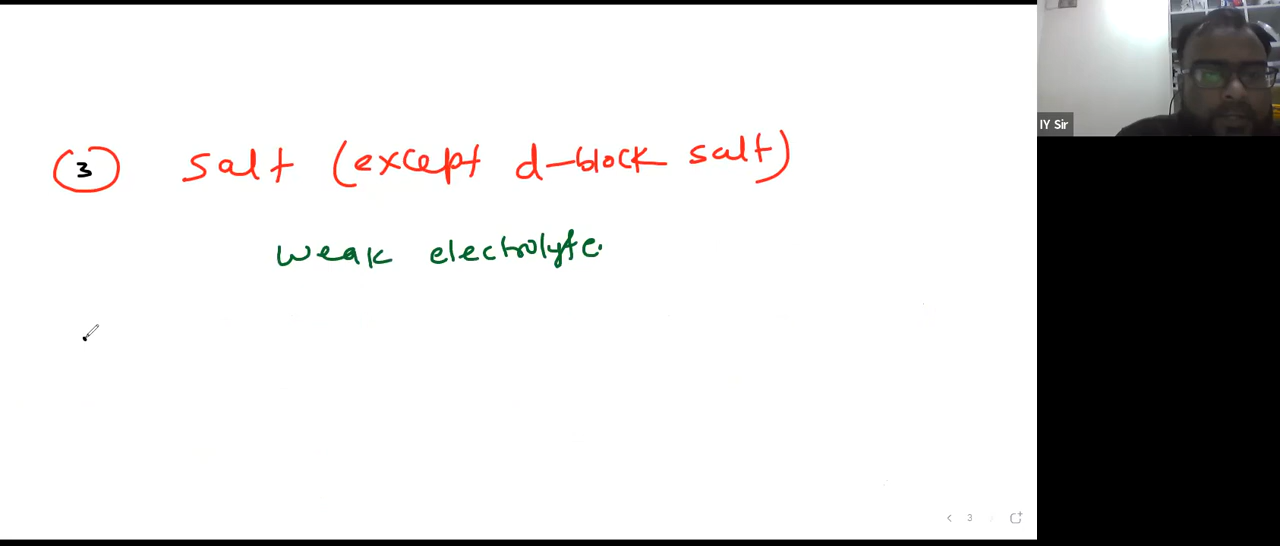 3 salt (except d-block salt)
weak electrolyte.
IY Sir
< 3